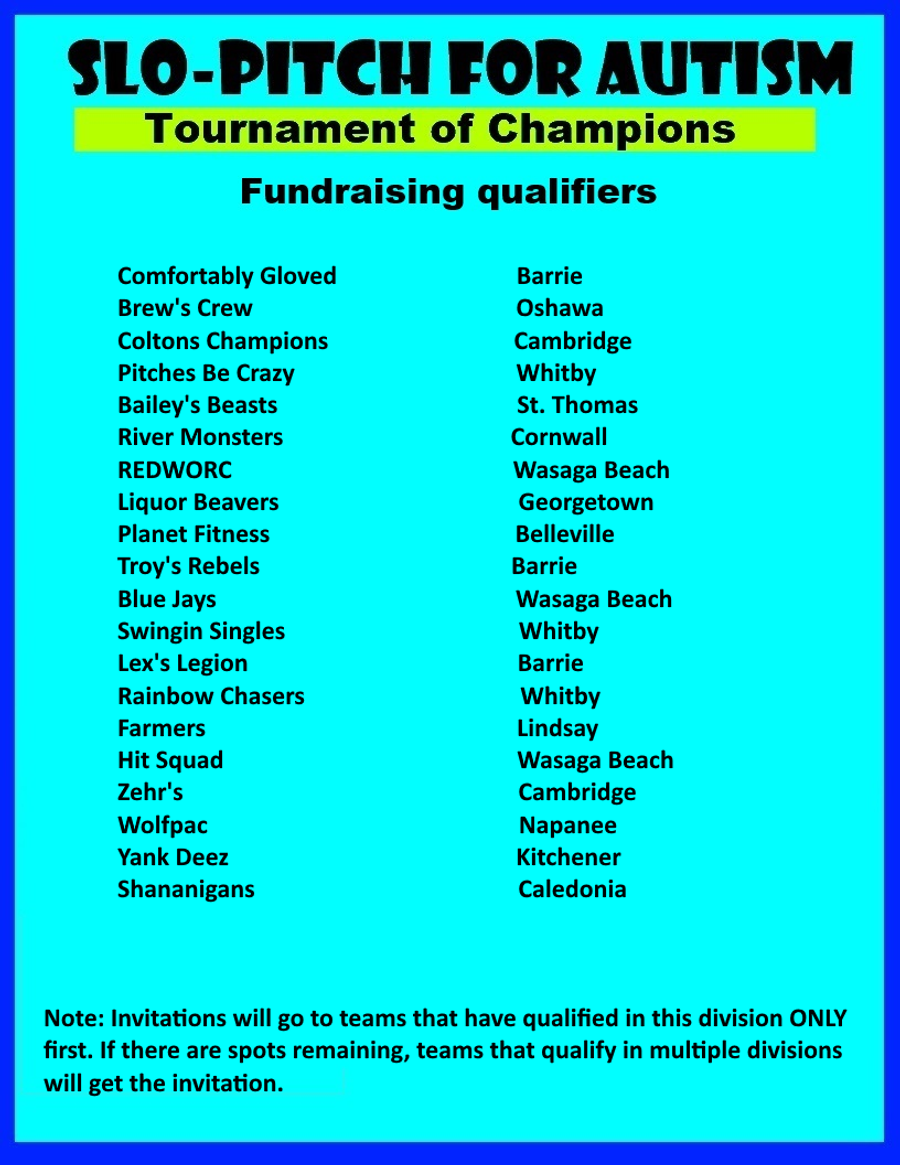 SLO-PITCH FOR AUTISM
Tournament of Champions
Fundraising qualifiers
Comfortably Gloved Barrie
Brew's Crew Oshawa
Coltons Champions Cambridge
Pitches Be Crazy Whitby
Bailey's Beasts St. Thomas
River Monsters Cornwall
REDWORC Wasaga Beach
Liquor Beavers Georgetown
Planet Fitness Belleville
Troy's Rebels Barrie
Blue Jays Wasaga Beach
Swingin Singles Whitby
Lex's Legion Barrie
Rainbow Chasers Whitby
Farmers Lindsay
Hit Squad Wasaga Beach
Zehr's Cambridge
Wolfpac Napanee
Yank Deez Kitchener
Shananigans Caledonia
Note: Invitations will go to teams that have qualified in this division ONLY
first. If there are spots remaining, teams that qualify in multiple divisions
will get the invitation.